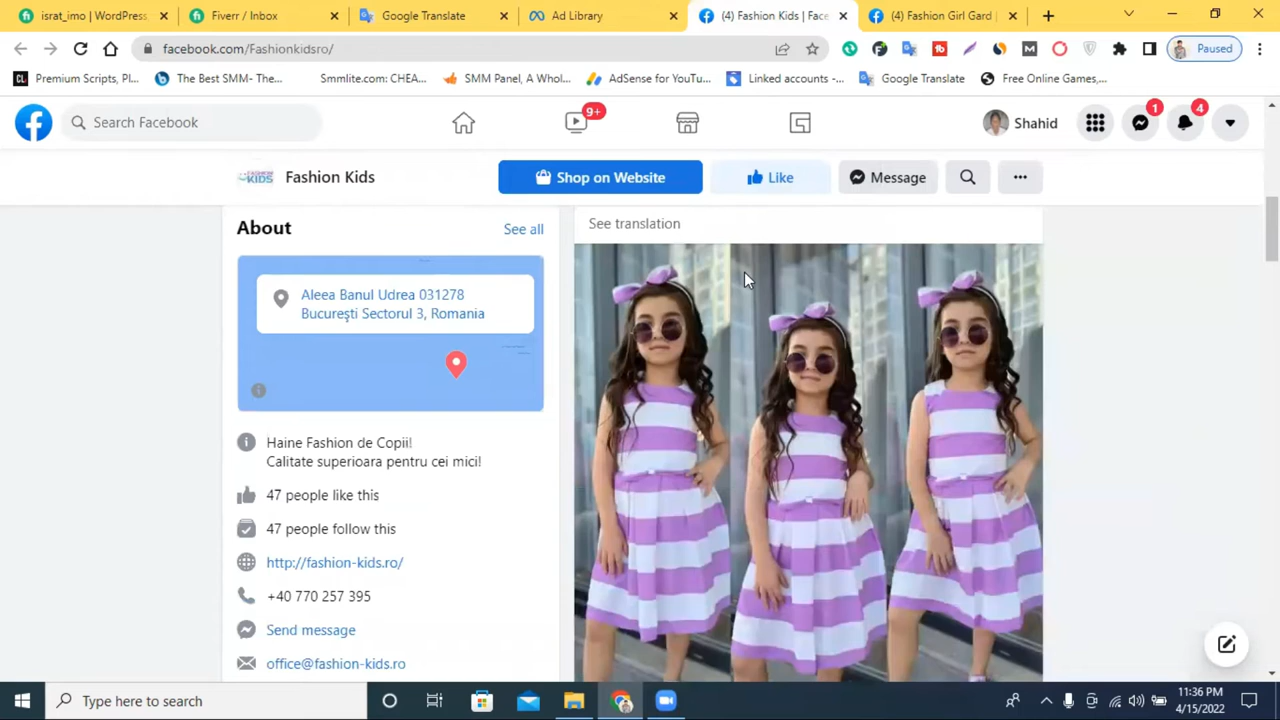 israt_imo | WordPress
Fiverr / Inbox
Google Translate
Ad Library
(4) Fashion Kids | Face
(4) Fashion Girl Gard
facebook.com/Fashionkidsro/
Paused
CL
Premium Scripts, Pl...
The Best SMM- The...
Smmlite.com: CHEA...
SMM Panel, A Whol...
AdSense for YouTu...
Linked accounts -...
Google Translate
Free Online Games,...
Search Facebook
9+
Shahid
1
4
KIDS
Fashion Kids
Shop on Website
Like
Message
About
See all
See translation
Aleea Banul Udrea 031278
București Sectorul 3, Romania
Haine Fashion de Copii!
Calitate superioara pentru cei mici!
47 people like this
47 people follow this
http://fashion-kids.ro/
+40 770 257 395
Send message
office@fashion-kids.ro
Type here to search
11:36 PM
4/15/2022